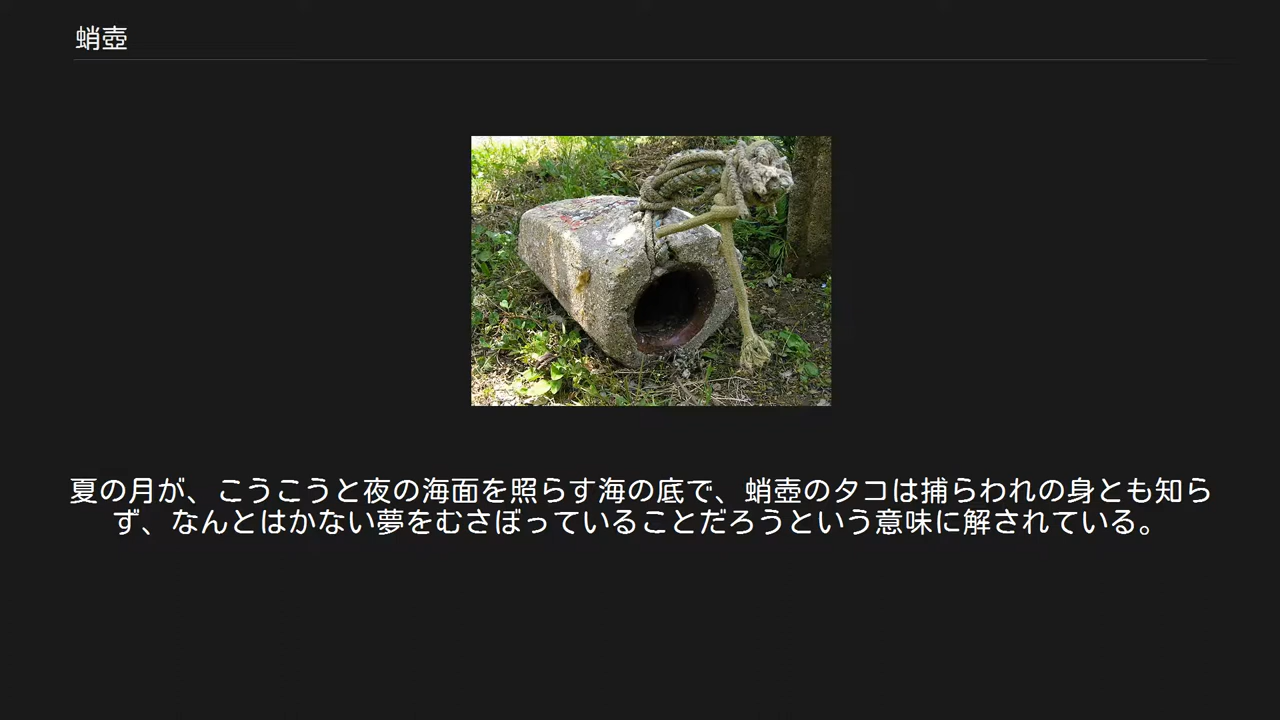 蛸壺
夏の月が、こうこうと夜の海面を照らす海の底で、蛸壺のタコは捕らわれの身とも知ら
ず、なんとはかない夢をむさぼっていることだろうという意味に解されている。